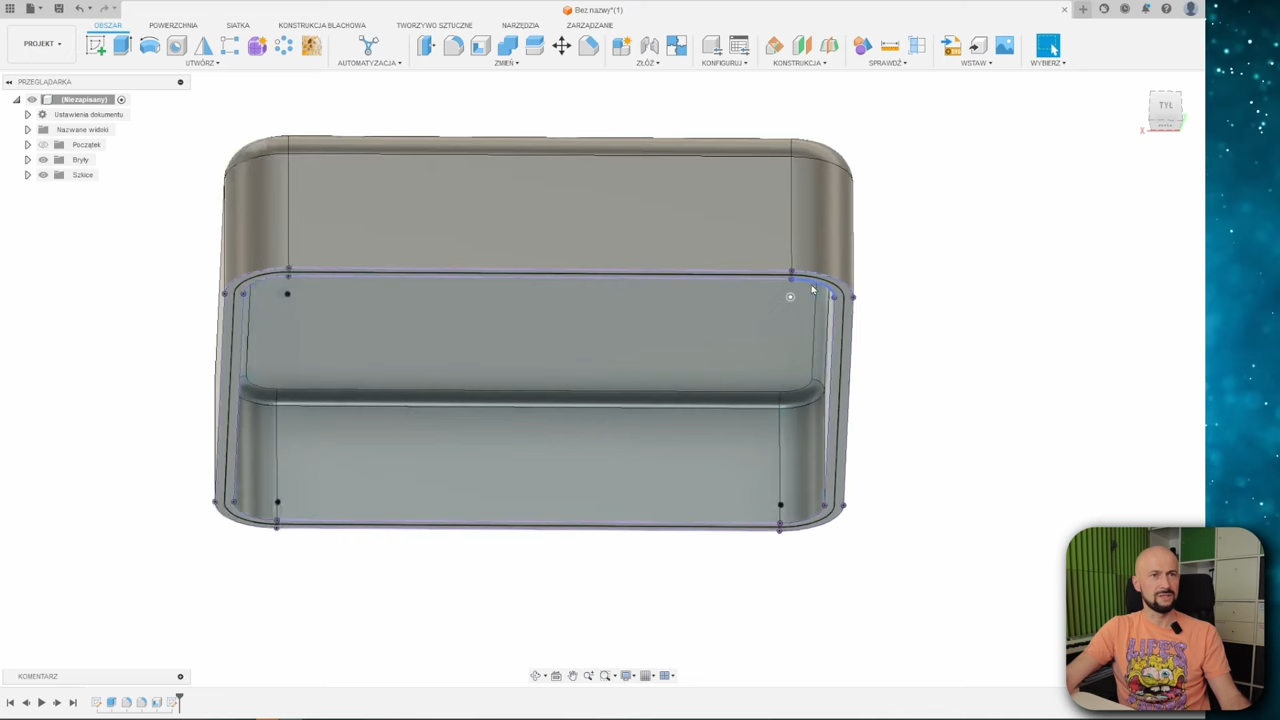 Bez nazwy*(1)
OBSZAR
POWIERZCHNIA
SIATKA
KONSTRUKCJA BLACHOWA
TWORZYWO SZTUCZNE
NARZĘDZIA
ZARZĄDZANIE
PROJEKT
UTWÓRZ
AUTOMATYZACJA
ZMIEŃ
ZŁÓŻ
KONFIGURUJ
KONSTRUKCJA
SPRAWDŹ
WSTAW
WYBIERZ
PRZEGLĄDARKA
(Niezapisany)
Ustawienia dokumentu
Nazwane widoki
Początek
Bryły
Szkice
TYŁ
X
KOMENTARZ
LIFE'S